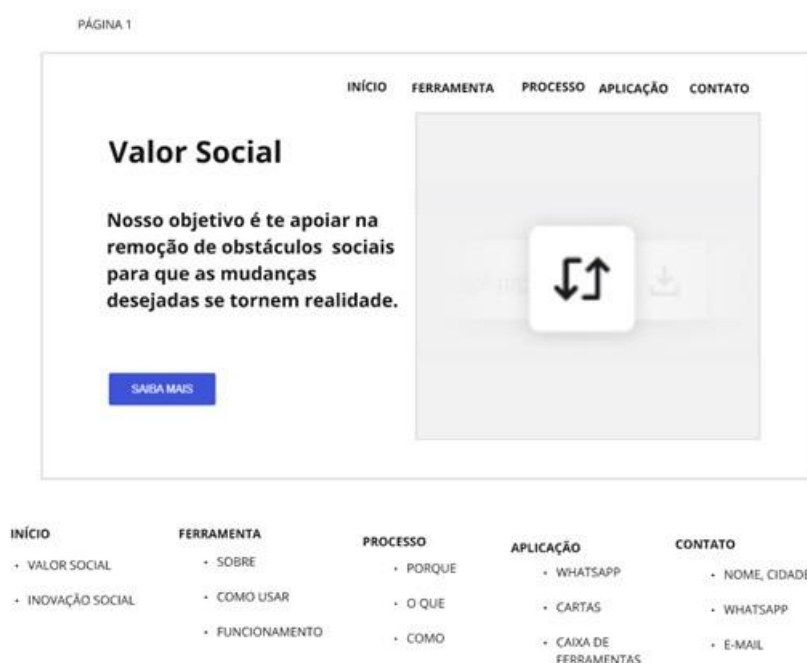 PÁGINA 1
INÍCIO FERRAMENTA PROCESSO APLICAÇÃO CONTATO
Valor Social
Nosso objetivo é te apoiar na
remoção de obstáculos sociais
para que as mudanças
desejadas se tornem realidade.
SAIBA MAIS
INÍCIO
• VALOR SOCIAL
• INOVAÇÃO SOCIAL
FERRAMENTA
• SOBRE
• COMO USAR
• FUNCIONAMENTO
PROCESSO
• PORQUE
• O QUE
• COMO
APLICAÇÃO
• WHATSAPP
• CARTAS
• CAIXA DE
FERRAMENTAS
CONTATO
• NOME, CIDADE
• WHATSAPP
• E-MAIL